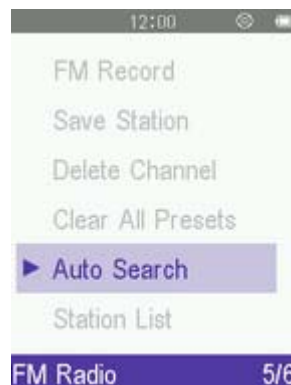 12:00
FM Record
Save Station
Delete Channel
Clear All Presets
Auto Search
Station List
FM Radio 5/6